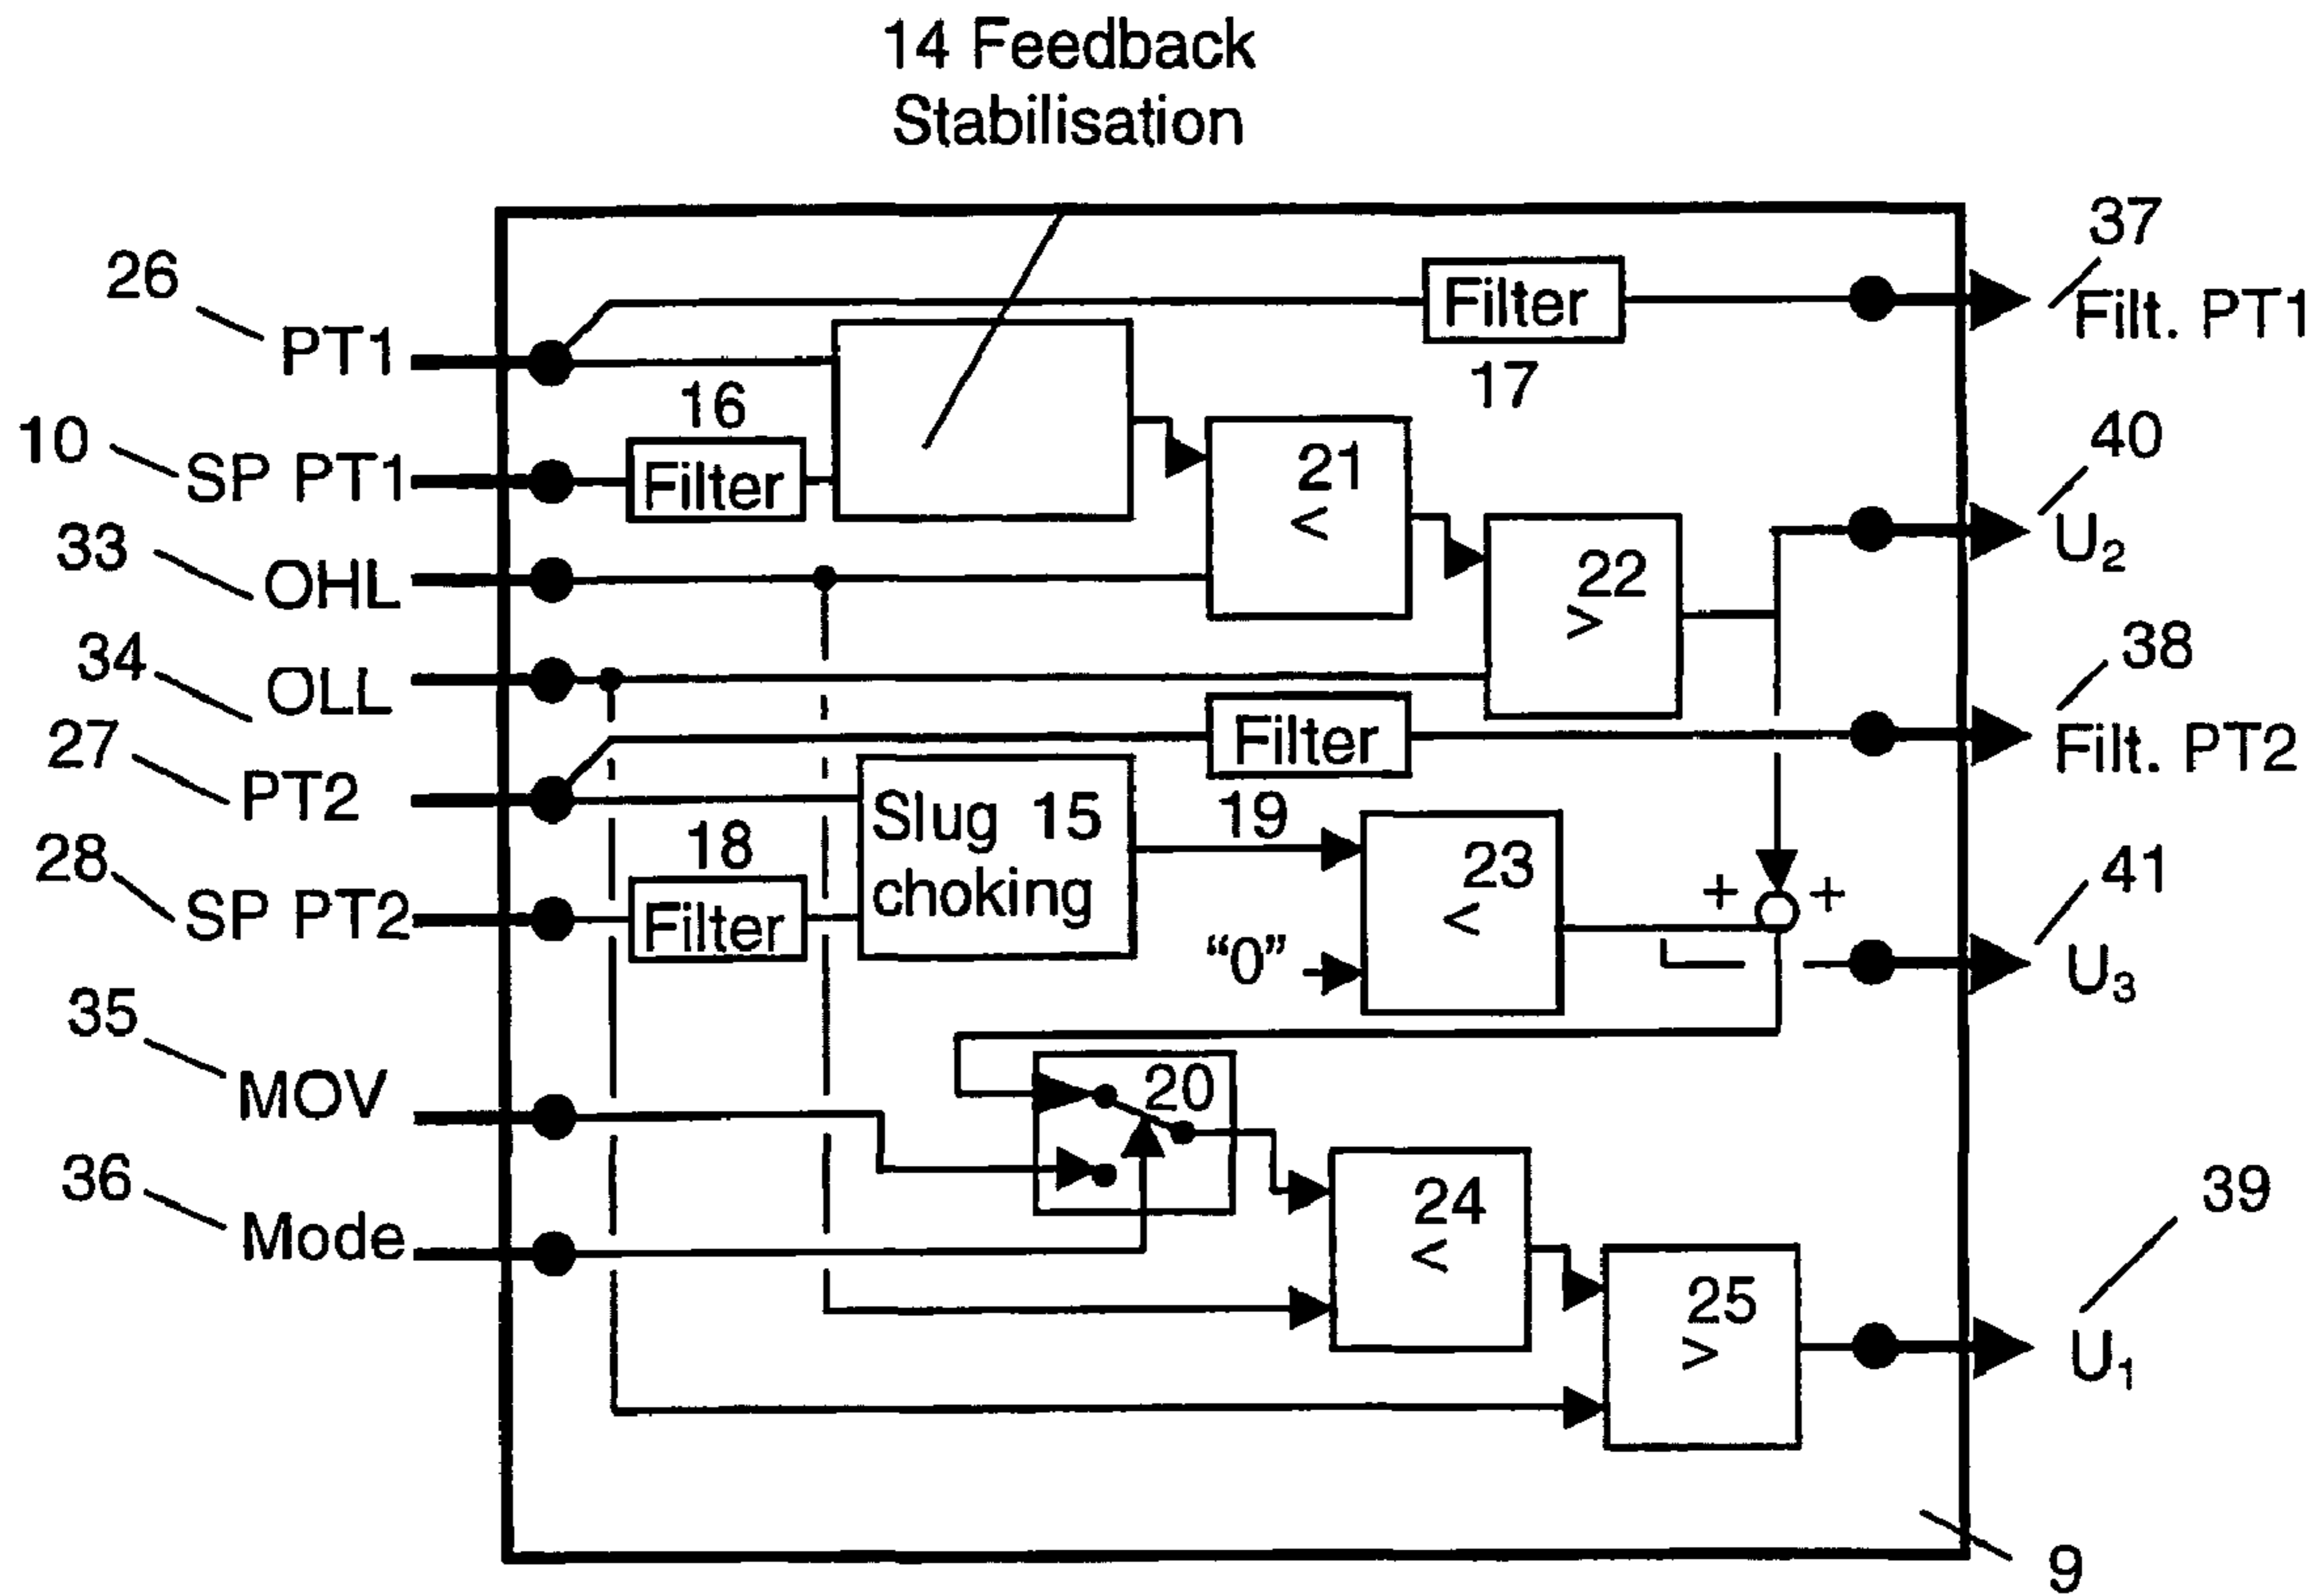 14 Feedback
Stabilisation
37
26
Filter
Filt. PT1
PT1
17
16
10
SP PT1
Filter
40
21
<
33
U2
OHL
22
>
34
38
OLL
27
Filter
Filt. PT2
PT2
Slug 15
choking
19
18
28
23
<
41
SP PT2
Filter
+ +
"0"
U3
35
MOV
20
36
39
24
<
Mode
25
>
U1
9